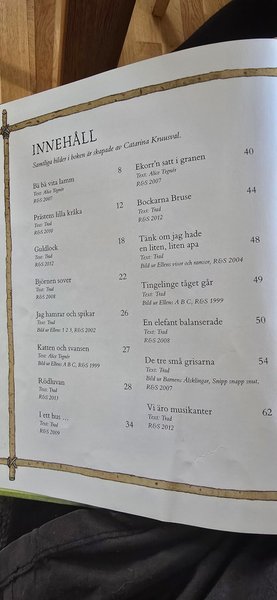 INNEHÅLL
Samtliga bilder i boken är skapade av Catarina Kruusval.
Bä bä vita lamm 8
Text: Alice Tegnér
R&S 2007
Prästens lilla kråka 12
Text: Trad
R&S 2010
Guldlock 18
Text: Trad
R&S 2012
Björnen sover 22
Text: Trad
R&S 2008
Jag hamrar och spikar 26
Text: Trad
Bild ur Ellens 1 2 3, R&S 2002
Katten och svansen 27
Text: Alice Tegnér
Bild ur Ellens A B C, R&S 1999
Rödluvan 28
Text: Trad
R&S 2013
I ett hus ... 34
Text: Trad
R&S 2009
Ekorr'n satt i granen 40
Text: Alice Tegnér
R&S 2007
Bockarna Bruse 44
Text: Trad
R&S 2012
Tänk om jag hade
en liten, liten apa 48
Text: Trad
Bild ur Ellens visor och ramsor, R&S 2004
Tingelinge tåget går 49
Text: Trad
Bild ur Ellens A B C, R&S 1999
En elefant balanserade 50
Text: Trad
R&S 2008
De tre små grisarna 54
Text: Trad
Bild ur Barnens Älsklingar, Snipp snapp snut.
R&S 2007
Vi äro musikanter 62
Text: Trad
R&S 2012